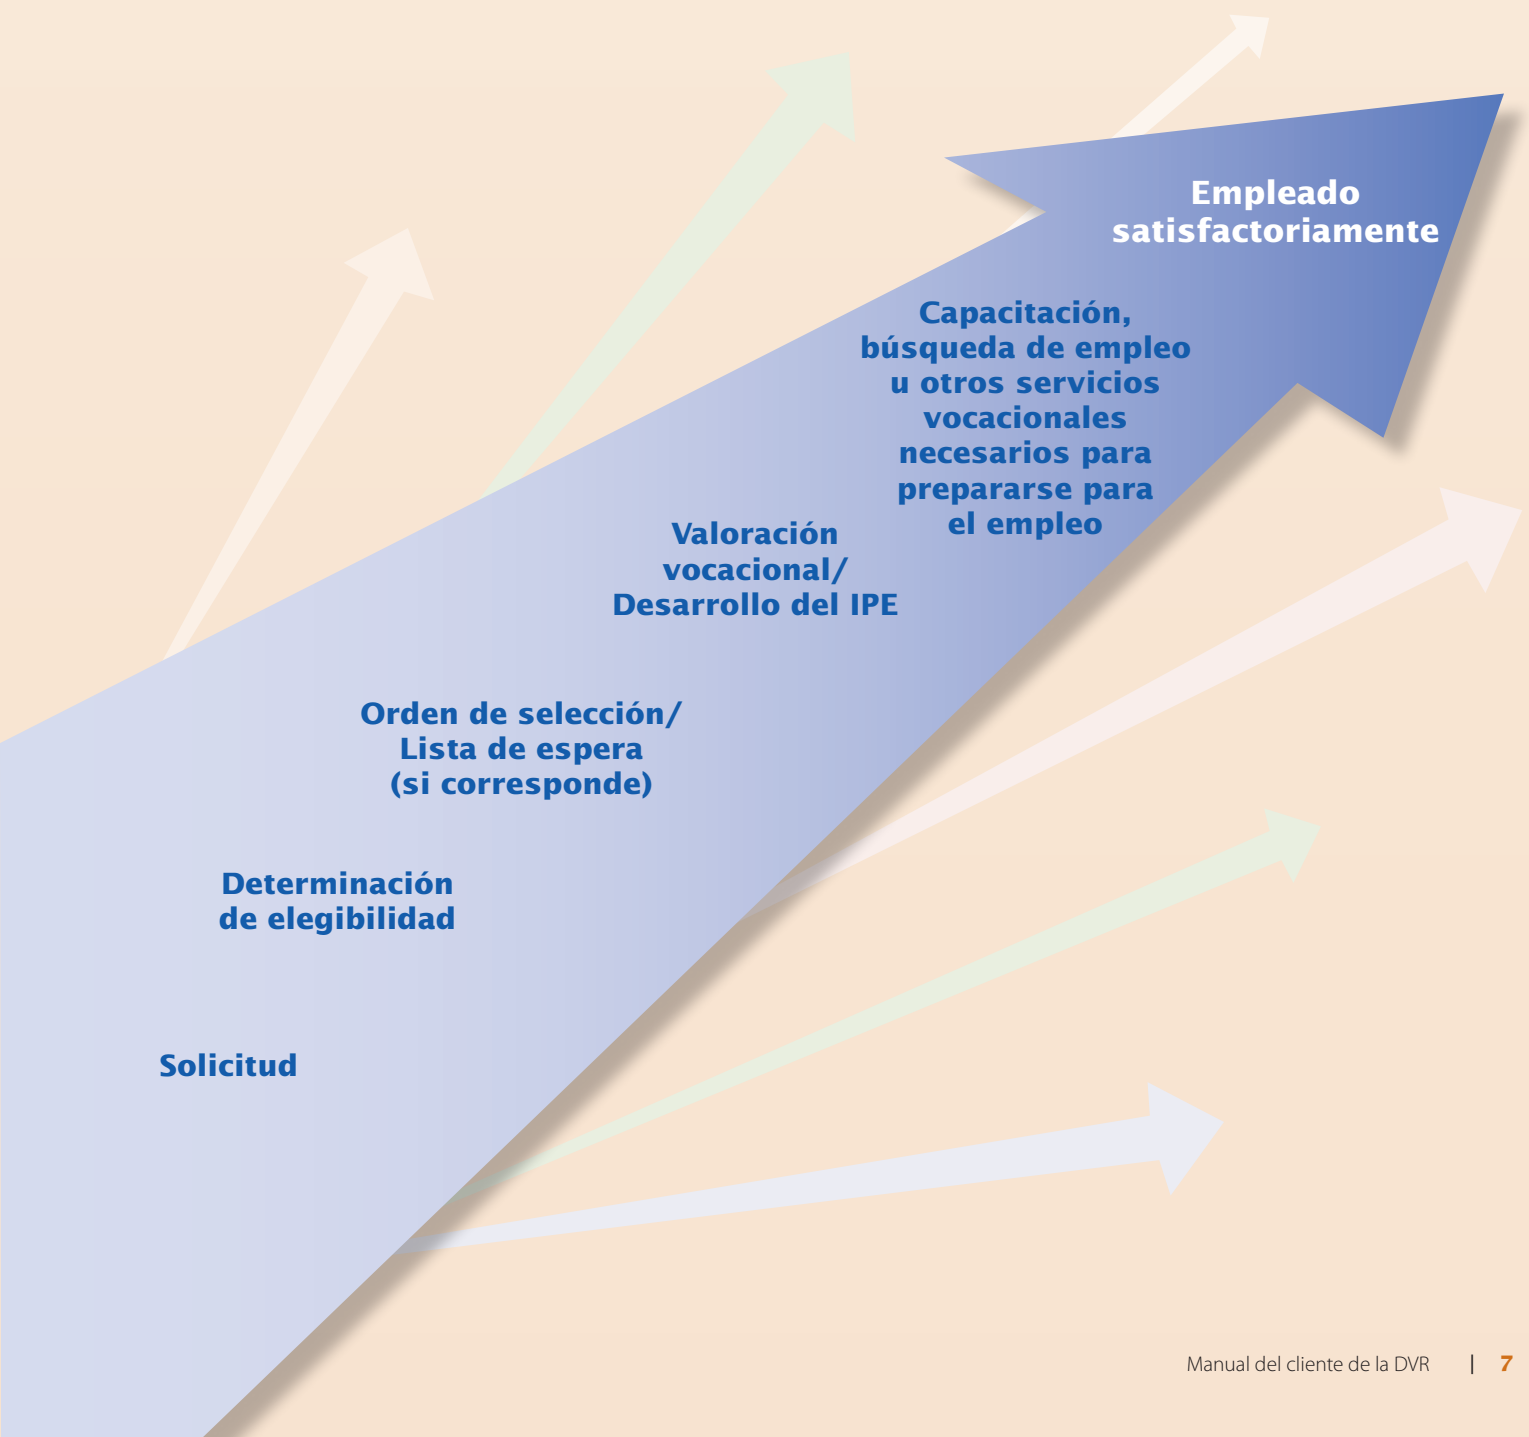 Empleado
satisfactoriamente
Capacitación,
búsqueda de empleo
u otros servicios
vocacionales
necesarios para
prepararse para
el empleo
Valoración
vocacional/
Desarrollo del IPE
Orden de selección/
Lista de espera
(si corresponde)
Determinación
de elegibilidad
Solicitud
Manual del cliente de la DVR | 7